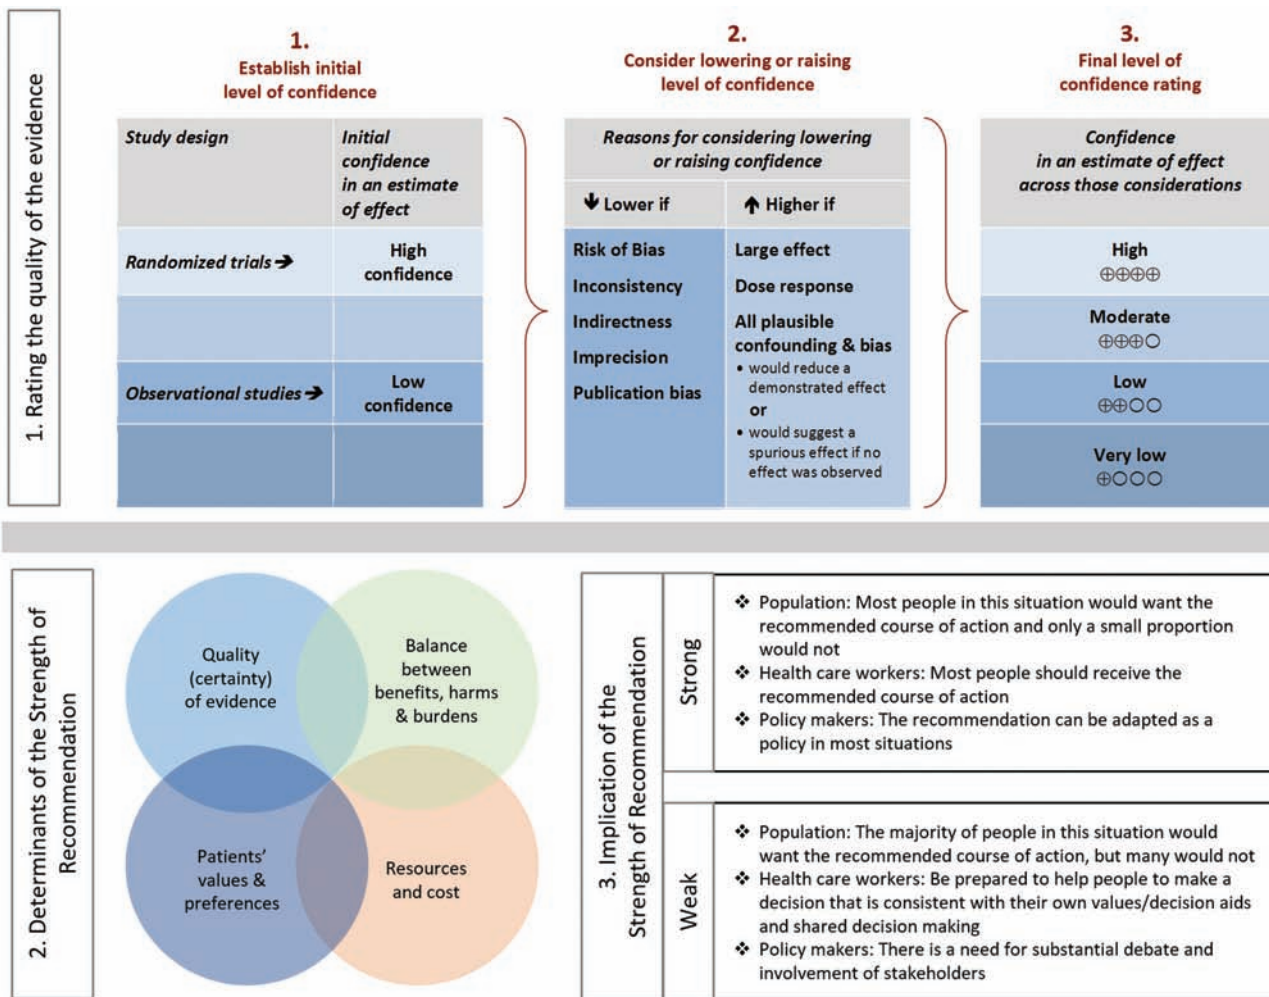 1. Rating the quality of the evidence
1.
Establish initial
level of confidence
Study design
Initial
confidence
in an estimate
of effect
Randomized trials ➔
High
confidence
Observational studies ➔
Low
confidence
2.
Consider lowering or raising
level of confidence
Reasons for considering lowering
or raising confidence
🡇 Lower if
🡅 Higher if
Risk of Bias
Inconsistency
Indirectness
Imprecision
Publication bias
Large effect
Dose response
All plausible
confounding & bias
• would reduce a
demonstrated effect
or
• would suggest a
spurious effect if no
effect was observed
3.
Final level of
confidence rating
Confidence
in an estimate of effect
across those considerations
High
⊕⊕⊕⊕
Moderate
⊕⊕⊕○
Low
⊕⊕○○
Very low
⊕○○○
2. Determinants of the Strength of
Recommendation
Quality
(certainty)
of evidence
Balance
between
benefits, harms
& burdens
Patients'
values &
preferences
Resources
and cost
3. Implication of the
Strength of Recommendation
Strong
❖ Population: Most people in this situation would want the
recommended course of action and only a small proportion
would not
❖ Health care workers: Most people should receive the
recommended course of action
❖ Policy makers: The recommendation can be adapted as a
policy in most situations
Weak
❖ Population: The majority of people in this situation would
want the recommended course of action, but many would not
❖ Health care workers: Be prepared to help people to make a
decision that is consistent with their own values/decision aids
and shared decision making
❖ Policy makers: There is a need for substantial debate and
involvement of stakeholders